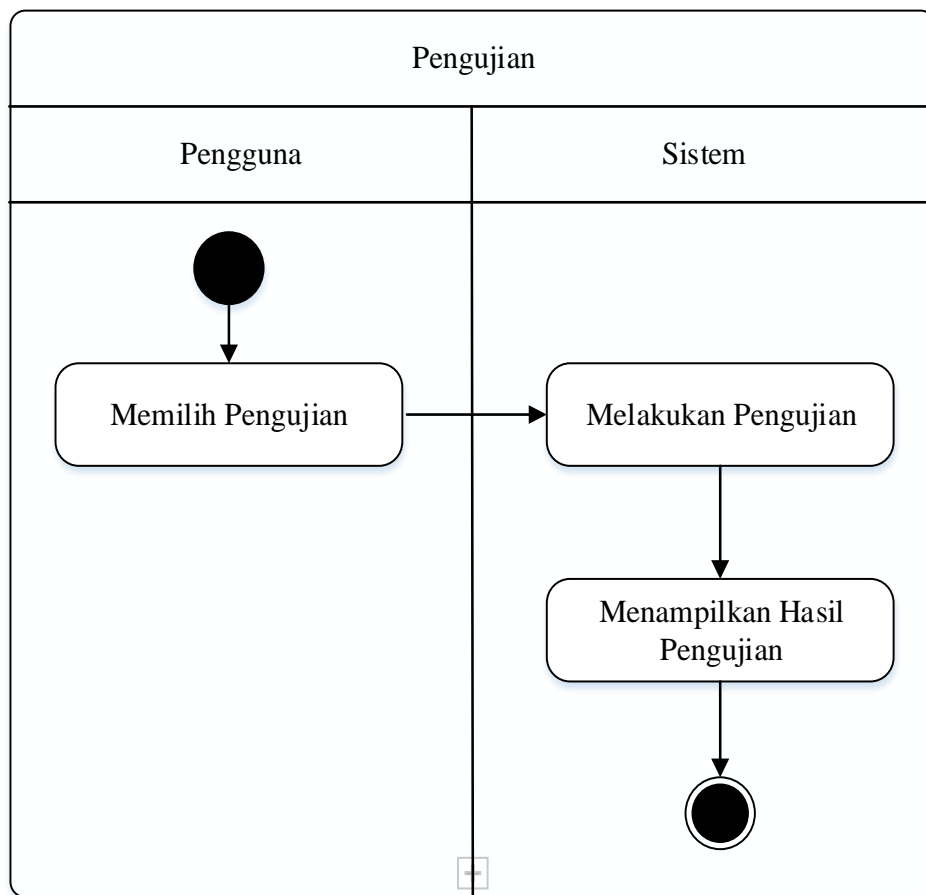 Pengujian
Pengguna
Sistem
Memilih Pengujian
Melakukan Pengujian
Menampilkan Hasil
Pengujian